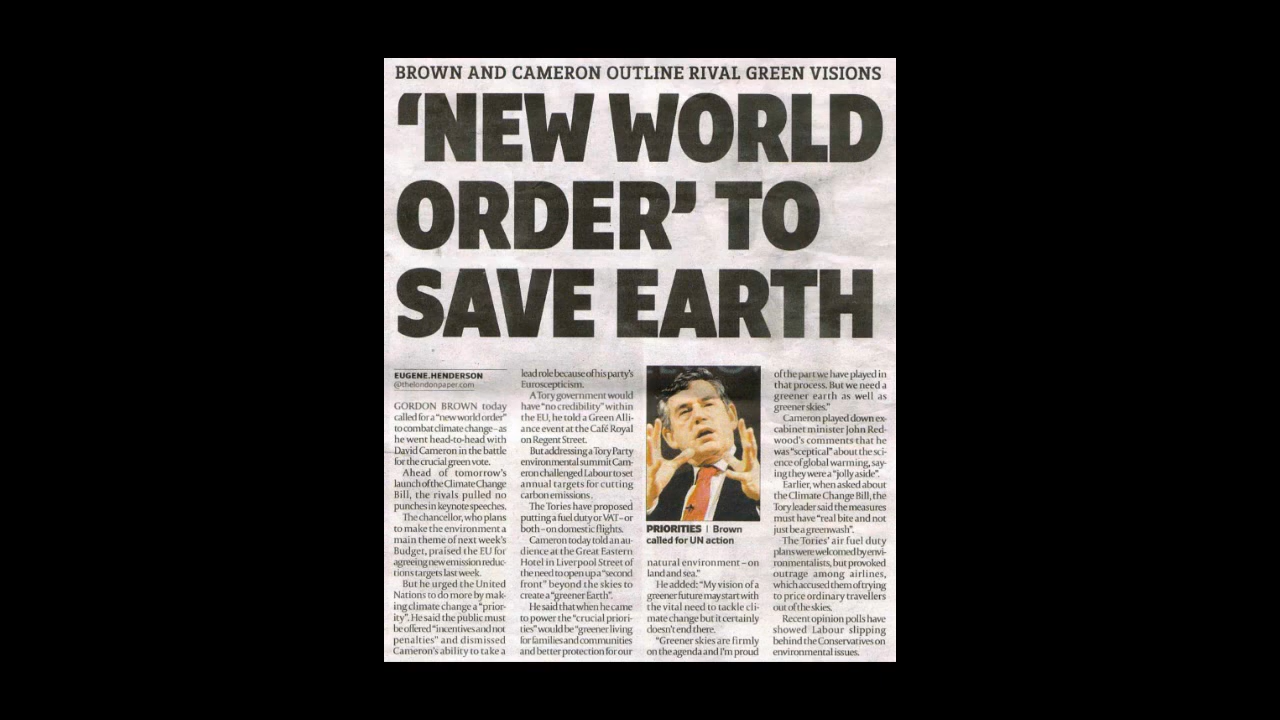 BROWN AND CAMERON OUTLINE RIVAL GREEN VISIONS
‘NEW WORLD
ORDER’ TO
SAVE EARTH
EUGENE.HENDERSON
@thelondonpaper.com
GORDON BROWN today
called for a “new world order”
to combat climate change – as
he went head-to-head with
David Cameron in the battle
for the crucial green vote.
Ahead of tomorrow's
launch of the Climate Change
Bill, the rivals pulled no
punches in keynote speeches.
The chancellor, who plans
to make the environment a
main theme of next week's
Budget, praised the EU for
agreeing new emission reduc-
tions targets last week.
But he urged the United
Nations to do more by mak-
ing climate change a “prior-
ity”. He said the public must
be offered “incentives and not
penalties” and dismissed
Cameron's ability to take a
lead role because of his party's
Euroscepticism.
A Tory government would
have “no credibility” within
the EU, he told a Green Alli-
ance event at the Café Royal
on Regent Street.
But addressing a Tory Party
environmental summit Cam-
eron challenged Labour to set
annual targets for cutting
carbon emissions.
The Tories have proposed
putting a fuel duty or VAT – or
both – on domestic flights.
Cameron today told an au-
dience at the Great Eastern
Hotel in Liverpool Street of
the need to open up a “second
front” beyond the skies to
create a “greener Earth”.
He said that when he came
to power the “crucial priori-
ties” would be “greener living
for families and communities
and better protection for our
PRIORITIES | Brown
called for UN action
natural environment – on
land and sea.”
He added: “My vision of a
greener future may start with
the vital need to tackle cli-
mate change but it certainly
doesn't end there.
“Greener skies are firmly
on the agenda and I'm proud
of the part we have played in
that process. But we need a
greener earth as well as
greener skies.”
Cameron played down ex-
cabinet minister John Red-
wood's comments that he
was “sceptical” about the sci-
ence of global warming, say-
ing they were a “jolly aside”.
Earlier, when asked about
the Climate Change Bill, the
Tory leader said the measures
must have “real bite and not
just be a greenwash”.
The Tories' air fuel duty
plans were welcomed by envi-
ronmentalists, but provoked
outrage among airlines,
which accused them of trying
to price ordinary travellers
out of the skies.
Recent opinion polls have
showed Labour slipping
behind the Conservatives on
environmental issues.